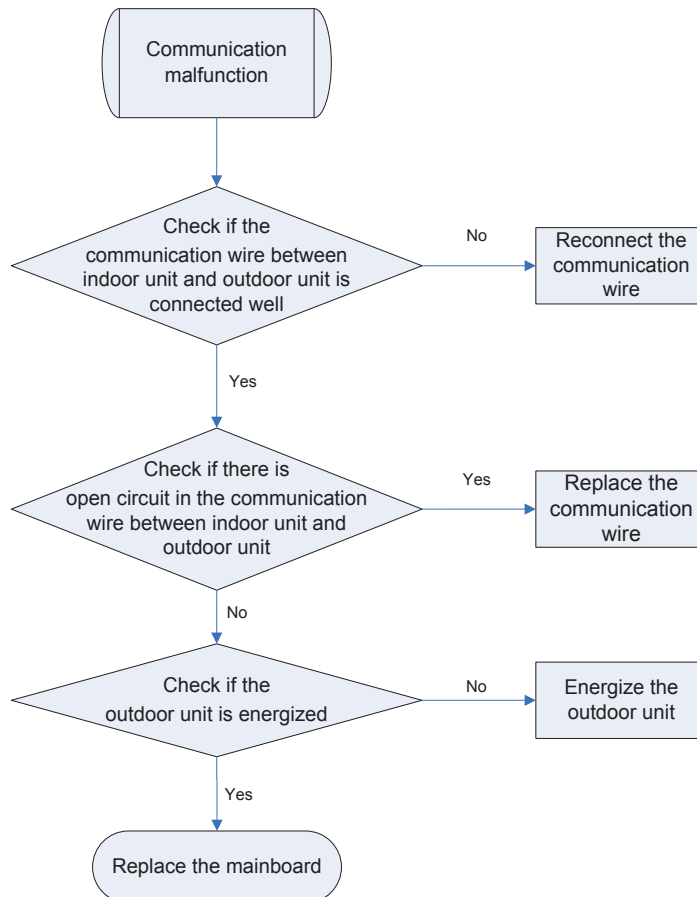 Communication
malfunction
Check if the
communication wire between
indoor unit and outdoor unit is
connected well
No
Reconnect the
communication
wire
Yes
Check if there is
open circuit in the communication
wire between indoor unit and
outdoor unit
Yes
Replace the
communication
wire
No
Check if the
outdoor unit is energized
No
Energize the
outdoor unit
Yes
Replace the mainboard